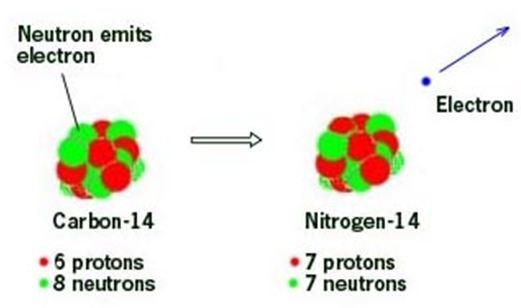 Neutron emits
electron
Electron
Carbon-14
6 protons
8 neutrons
Nitrogen-14
7 protons
7 neutrons